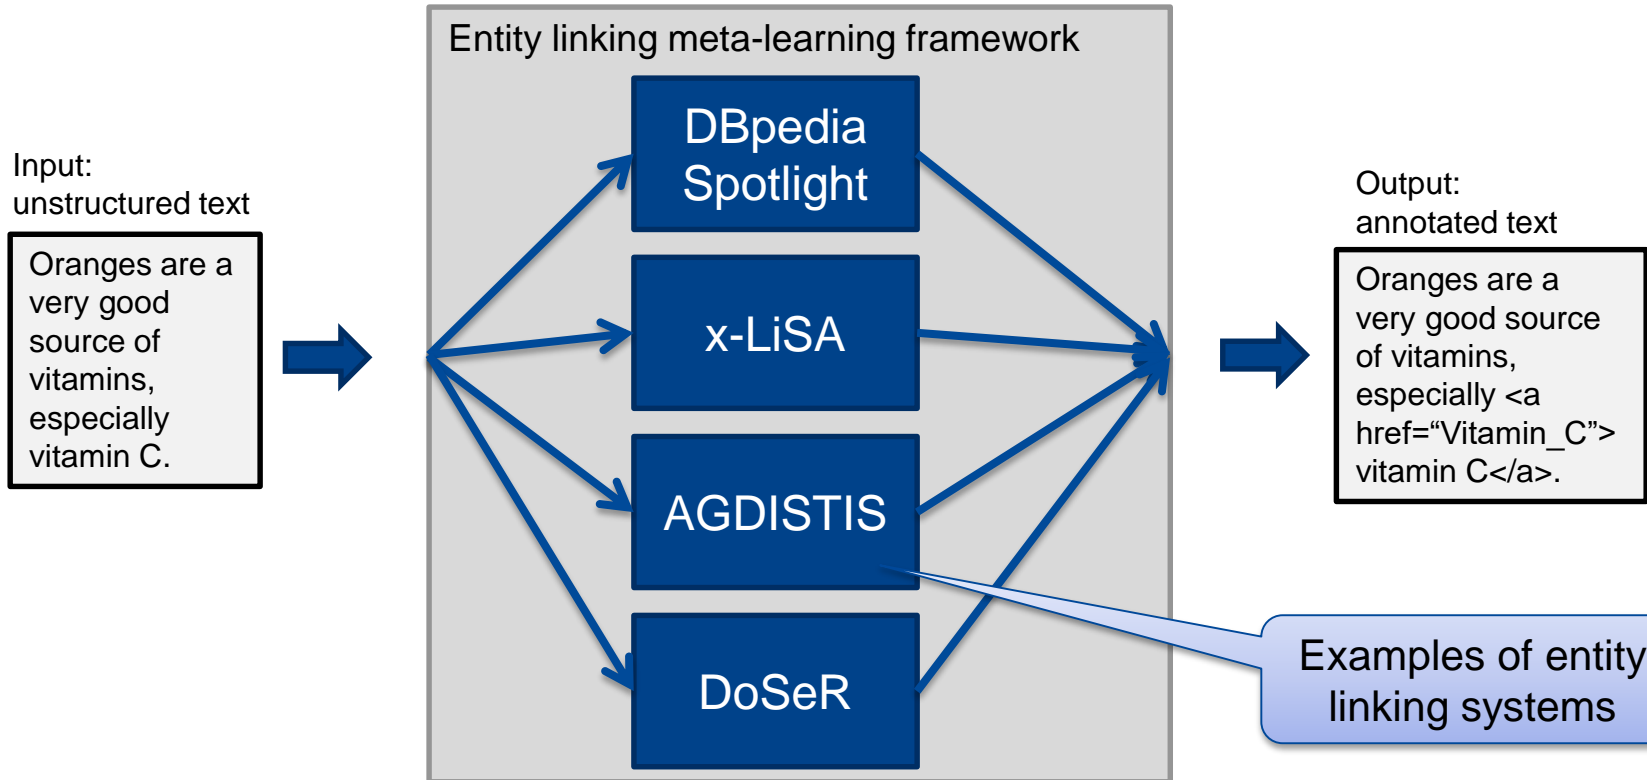 Entity linking meta-learning framework
Input:
unstructured text
Oranges are a
very good
source of
vitamins,
especially
vitamin C.
DBpedia
Spotlight
x-LiSA
AGDISTIS
DoSeR
Output:
annotated text
Oranges are a
very good source
of vitamins,
especially <a
href=“Vitamin_C”>
vitamin C</a>.
Examples of entity
linking systems